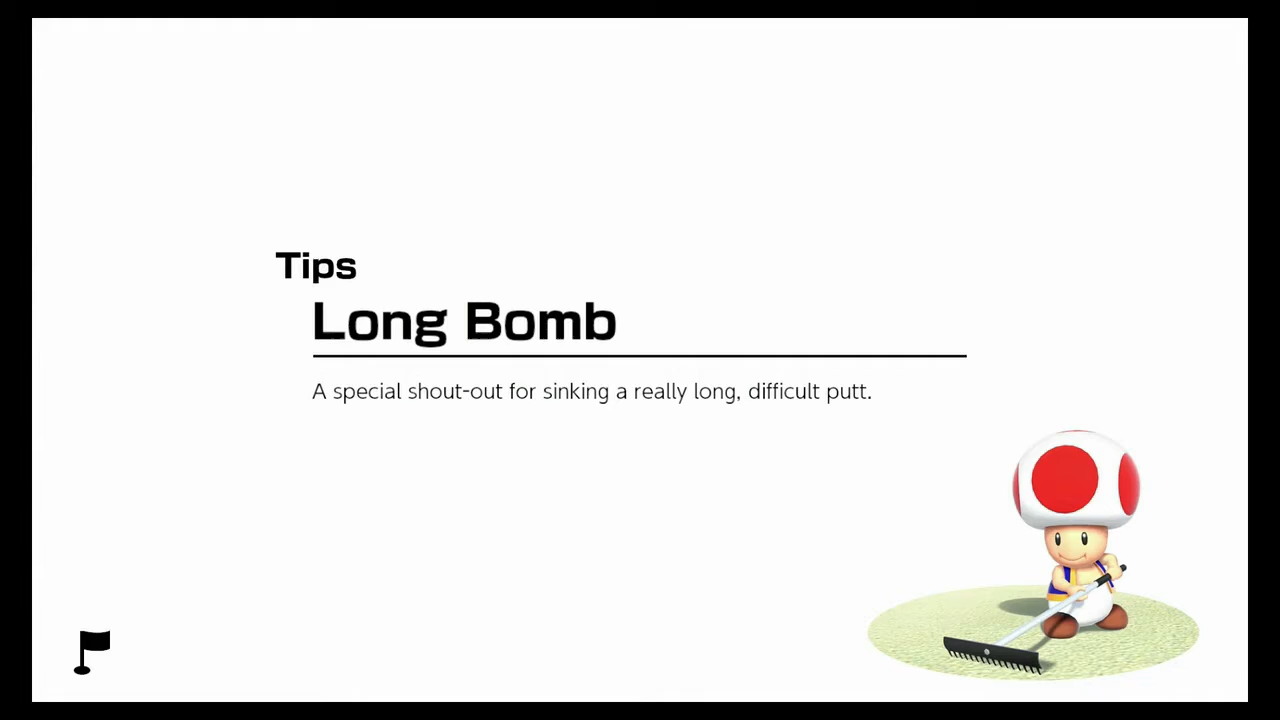 Tips
Long Bomb
A special shout-out for sinking a really long, difficult putt.